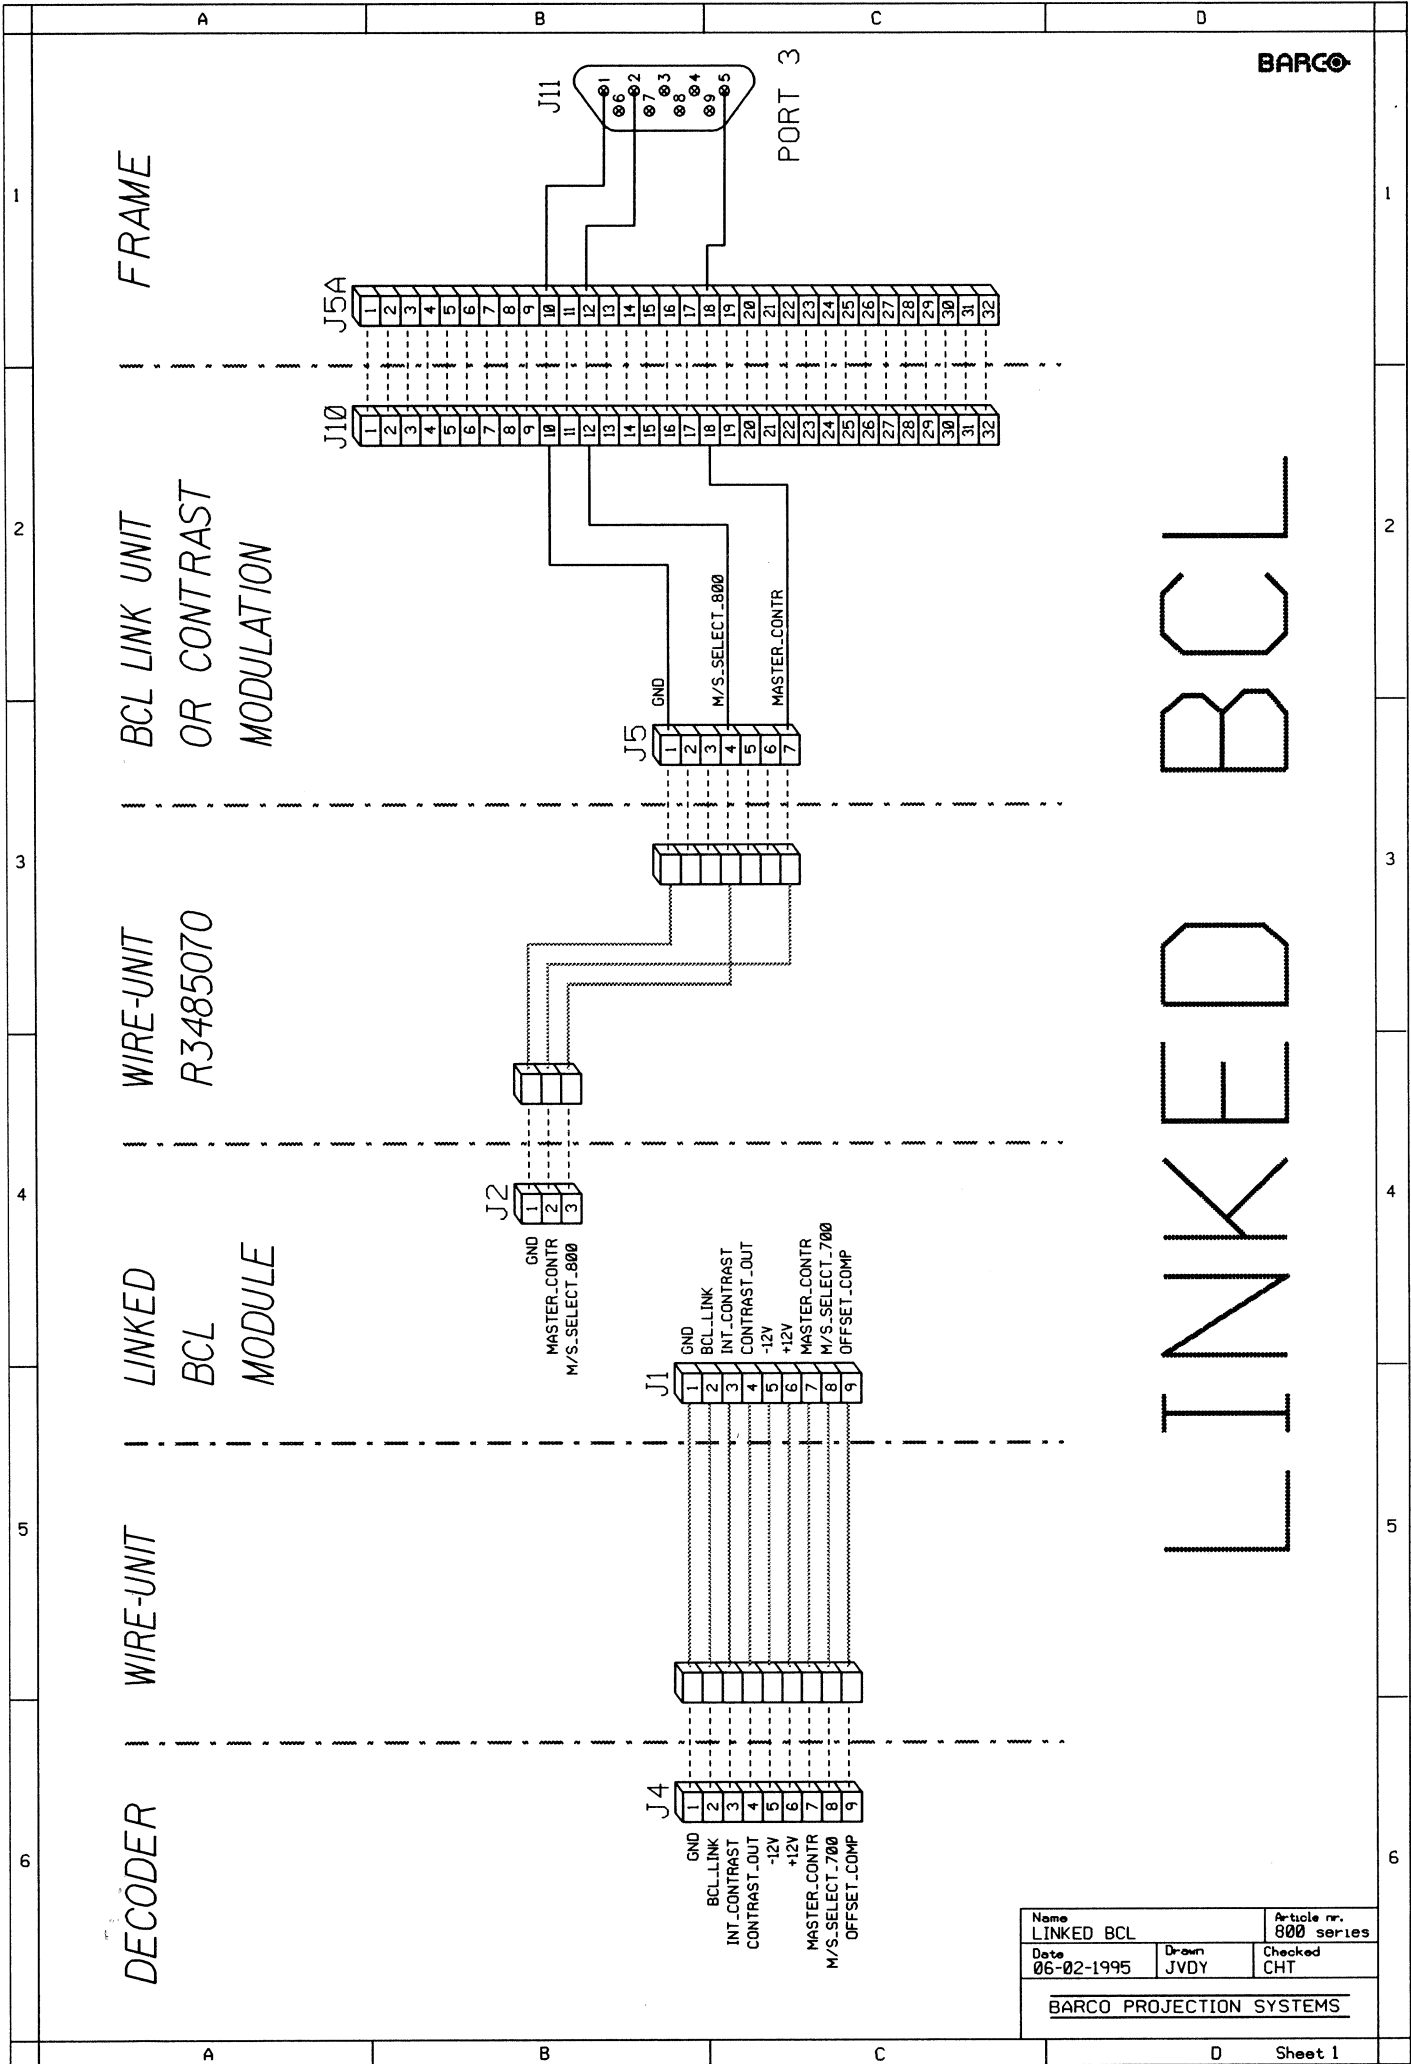 A
B
C
D
BARCO
1
2
3
4
5
6
FRAME
BCL LINK UNIT
OR CONTRAST
MODULATION
WIRE-UNIT
R3485070
LINKED
BCL
MODULE
WIRE-UNIT
DECODER
J11
1
2
3
4
5
6
7
8
9
PORT 3
J5A
1
2
3
4
5
6
7
8
9
10
11
12
13
14
15
16
17
18
19
20
21
22
23
24
25
26
27
28
29
30
31
32
J10
1
2
3
4
5
6
7
8
9
10
11
12
13
14
15
16
17
18
19
20
21
22
23
24
25
26
27
28
29
30
31
32
GND
M/S_SELECT_800
MASTER_CONTR
J5
1
2
3
4
5
6
7
J2
1
2
3
GND
MASTER_CONTR
M/S_SELECT_800
GND
BCL_LINK
INT_CONTRAST
CONTRAST_OUT
-12V
+12V
MASTER_CONTR
M/S_SELECT_700
OFFSET_COMP
J1
1
2
3
4
5
6
7
8
9
J4
1
2
3
4
5
6
7
8
9
GND
BCL_LINK
INT_CONTRAST
CONTRAST_OUT
-12V
+12V
MASTER_CONTR
M/S_SELECT_700
OFFSET_COMP
LINKED BCL
1
2
3
4
5
6
Name
LINKED BCL
Article nr.
800 series
Date
06-02-1995
Drawn
JVDY
Checked
CHT
BARCO PROJECTION SYSTEMS
A
B
C
D
Sheet 1